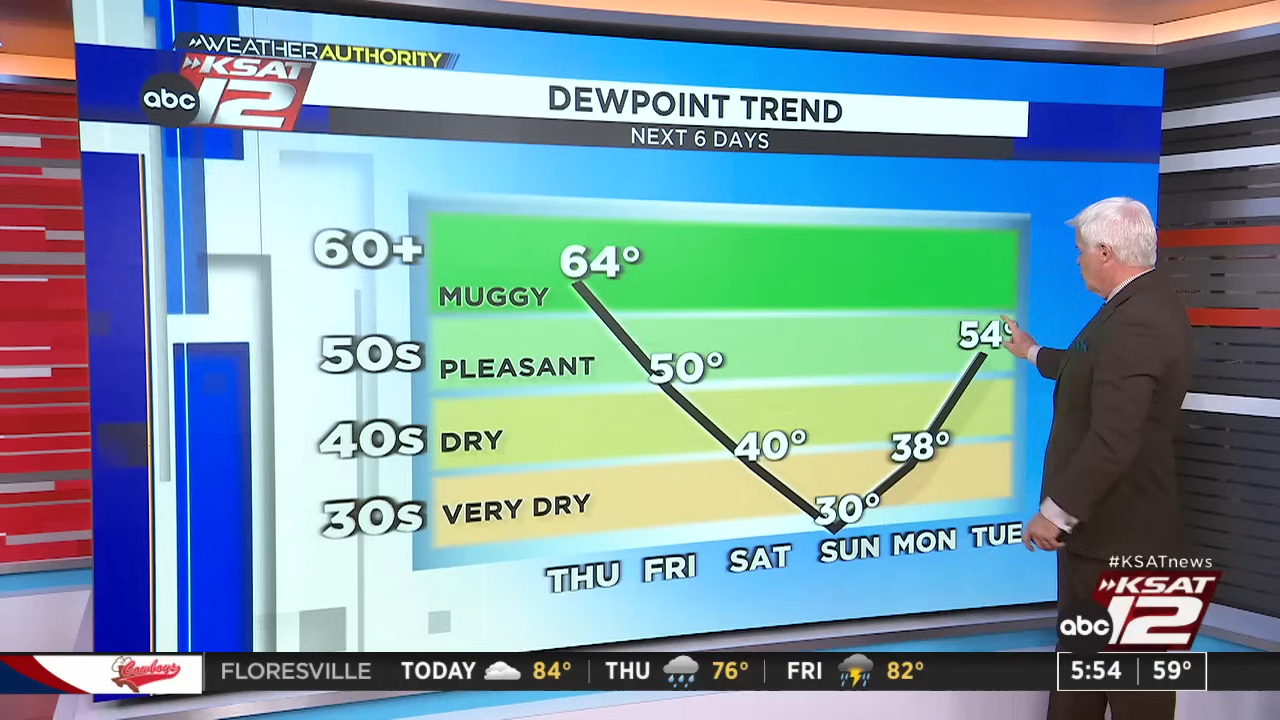 WEATHERAUTHORITY
KSAT
abc 12
DEWPOINT TREND
NEXT 6 DAYS
60+
64°
MUGGY
50s
PLEASANT
50°
54°
40s
DRY
40°
38°
30s
VERY DRY
30°
THU FRI SAT SUN MON TUE
#KSATnews
KSAT
abc 12
Cowboys
FLORESVILLE TODAY 84° THU 76° FRI 82°
5:54 59°